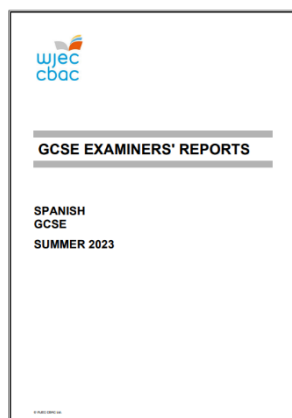 wjec
cbac
GCSE EXAMINERS' REPORTS
SPANISH
GCSE
SUMMER 2023